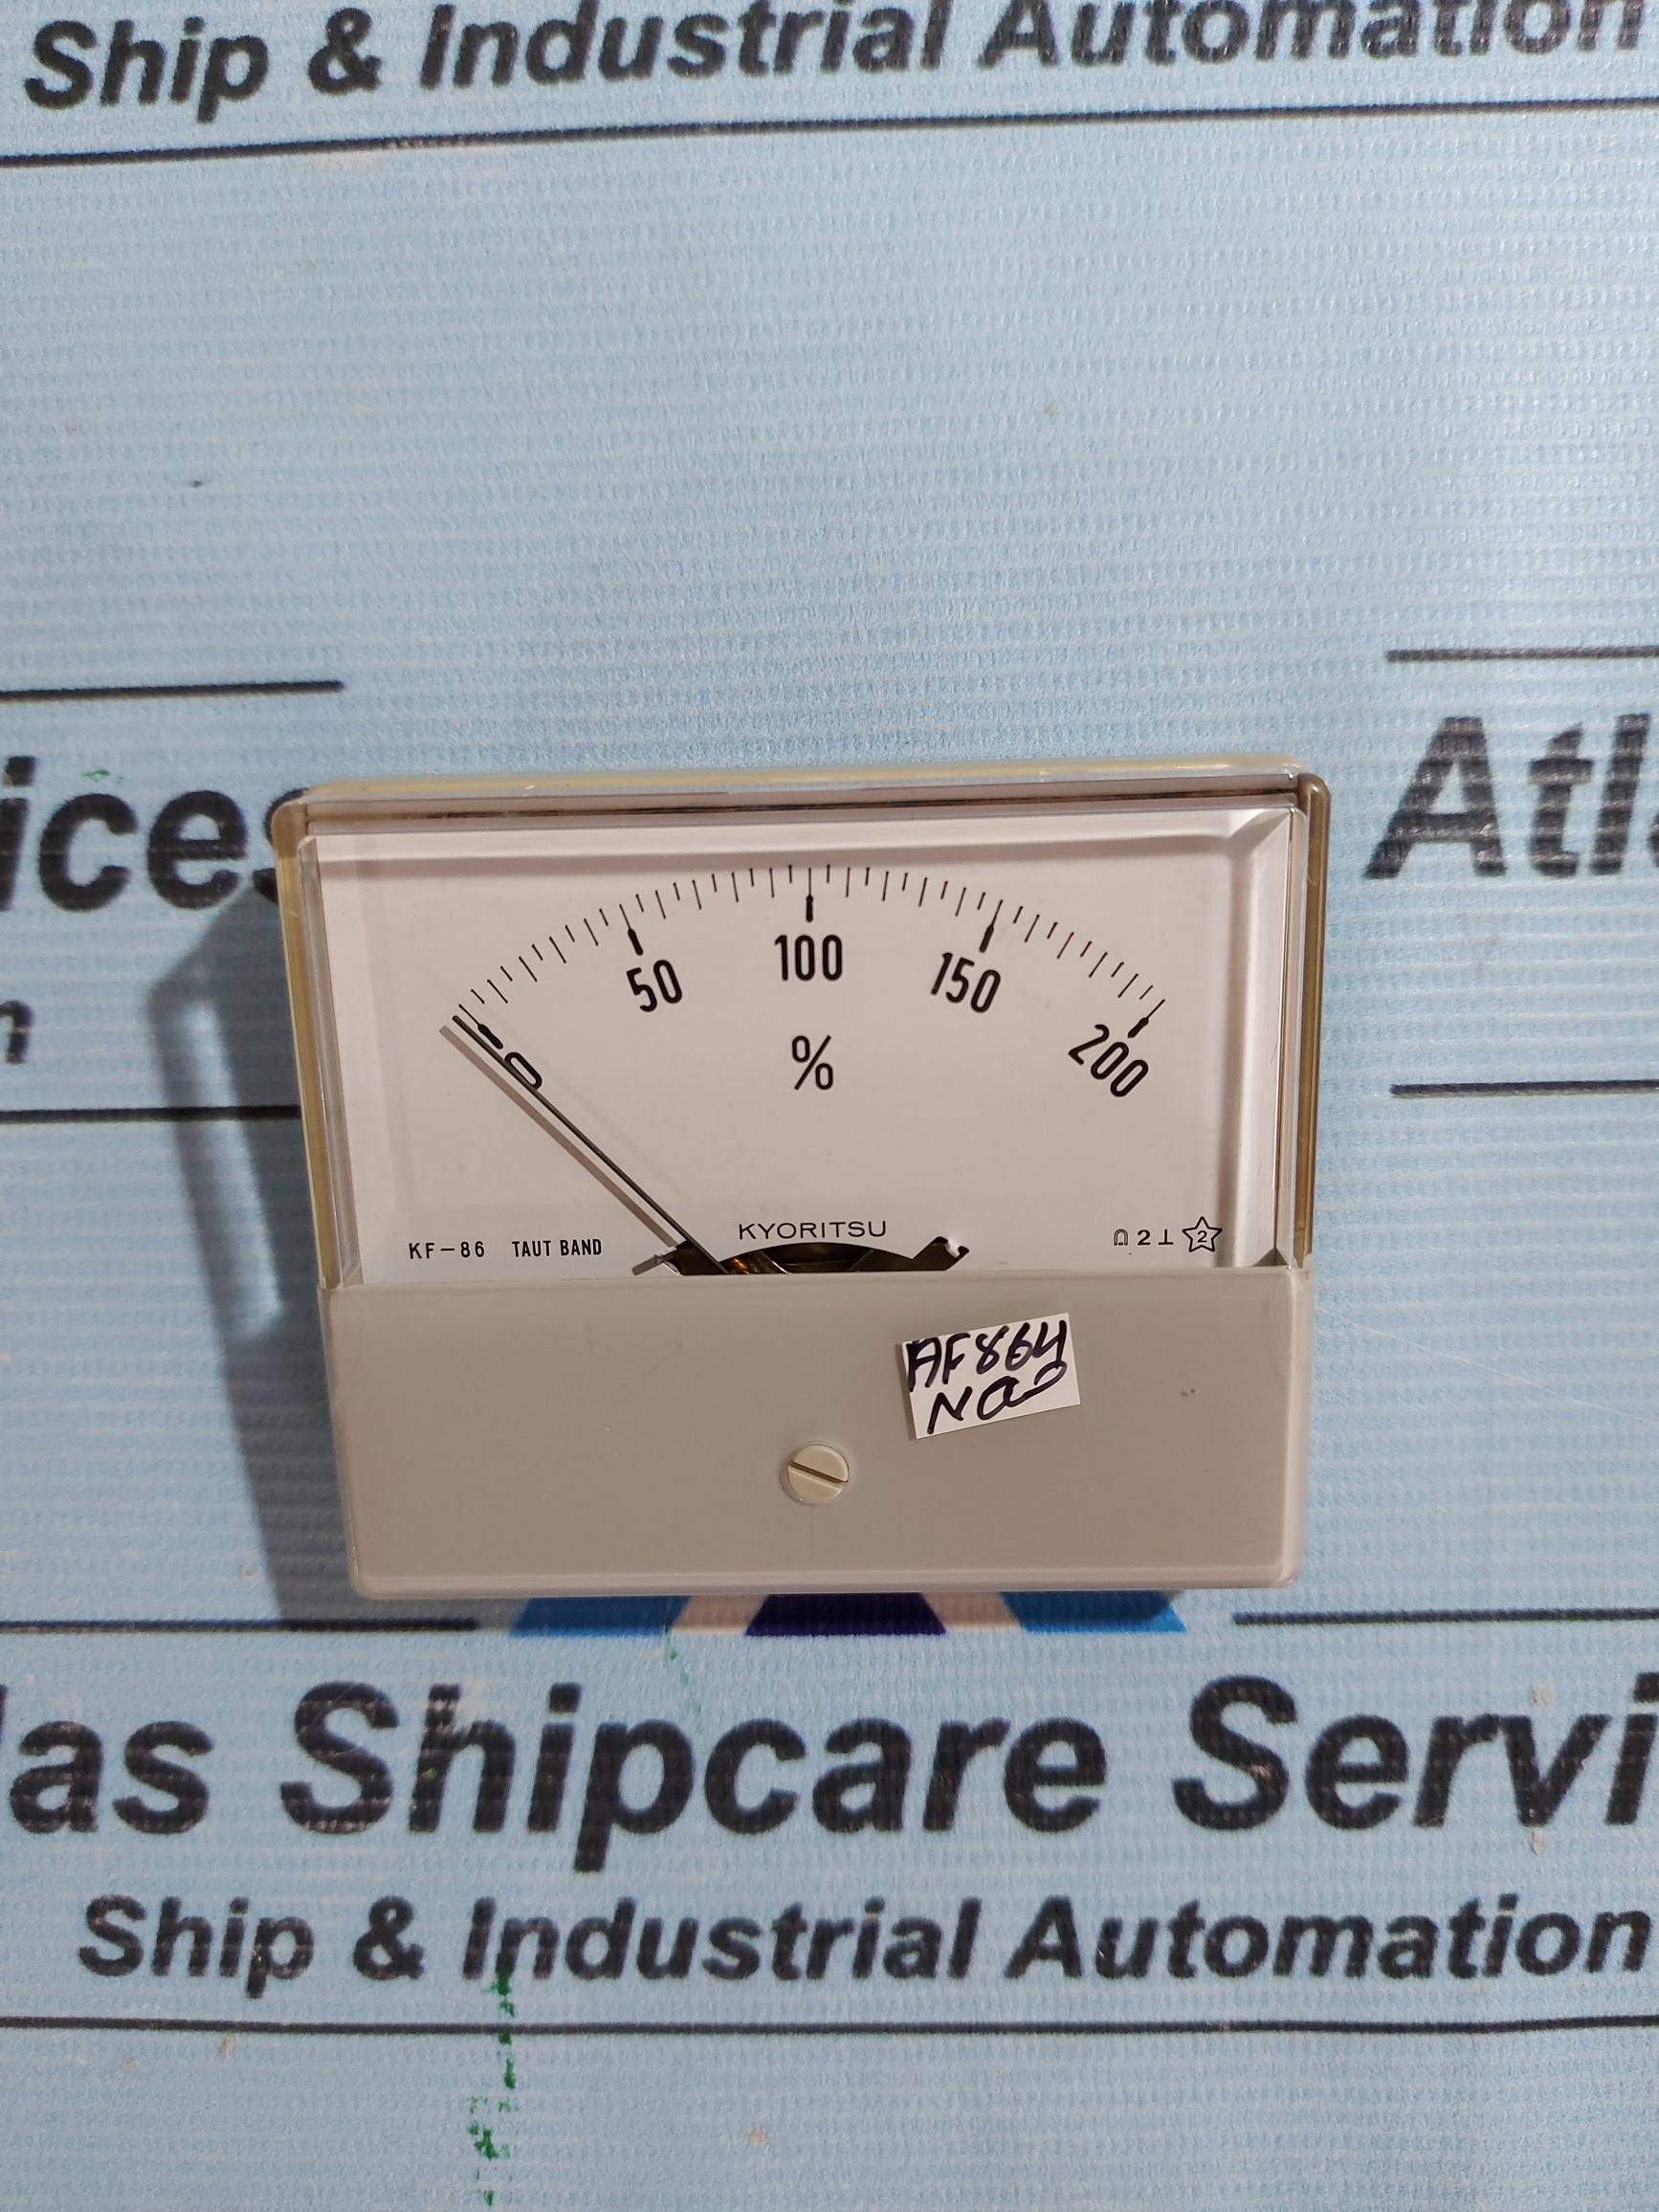 Ship & Industrial Automation
ices
Atl
n
0 50 100 150 200
%
KYORITSU
KF-86 TAUT BAND
2 ⊥ 2
AF864
las Shipcare Servi
Ship & Industrial Automation